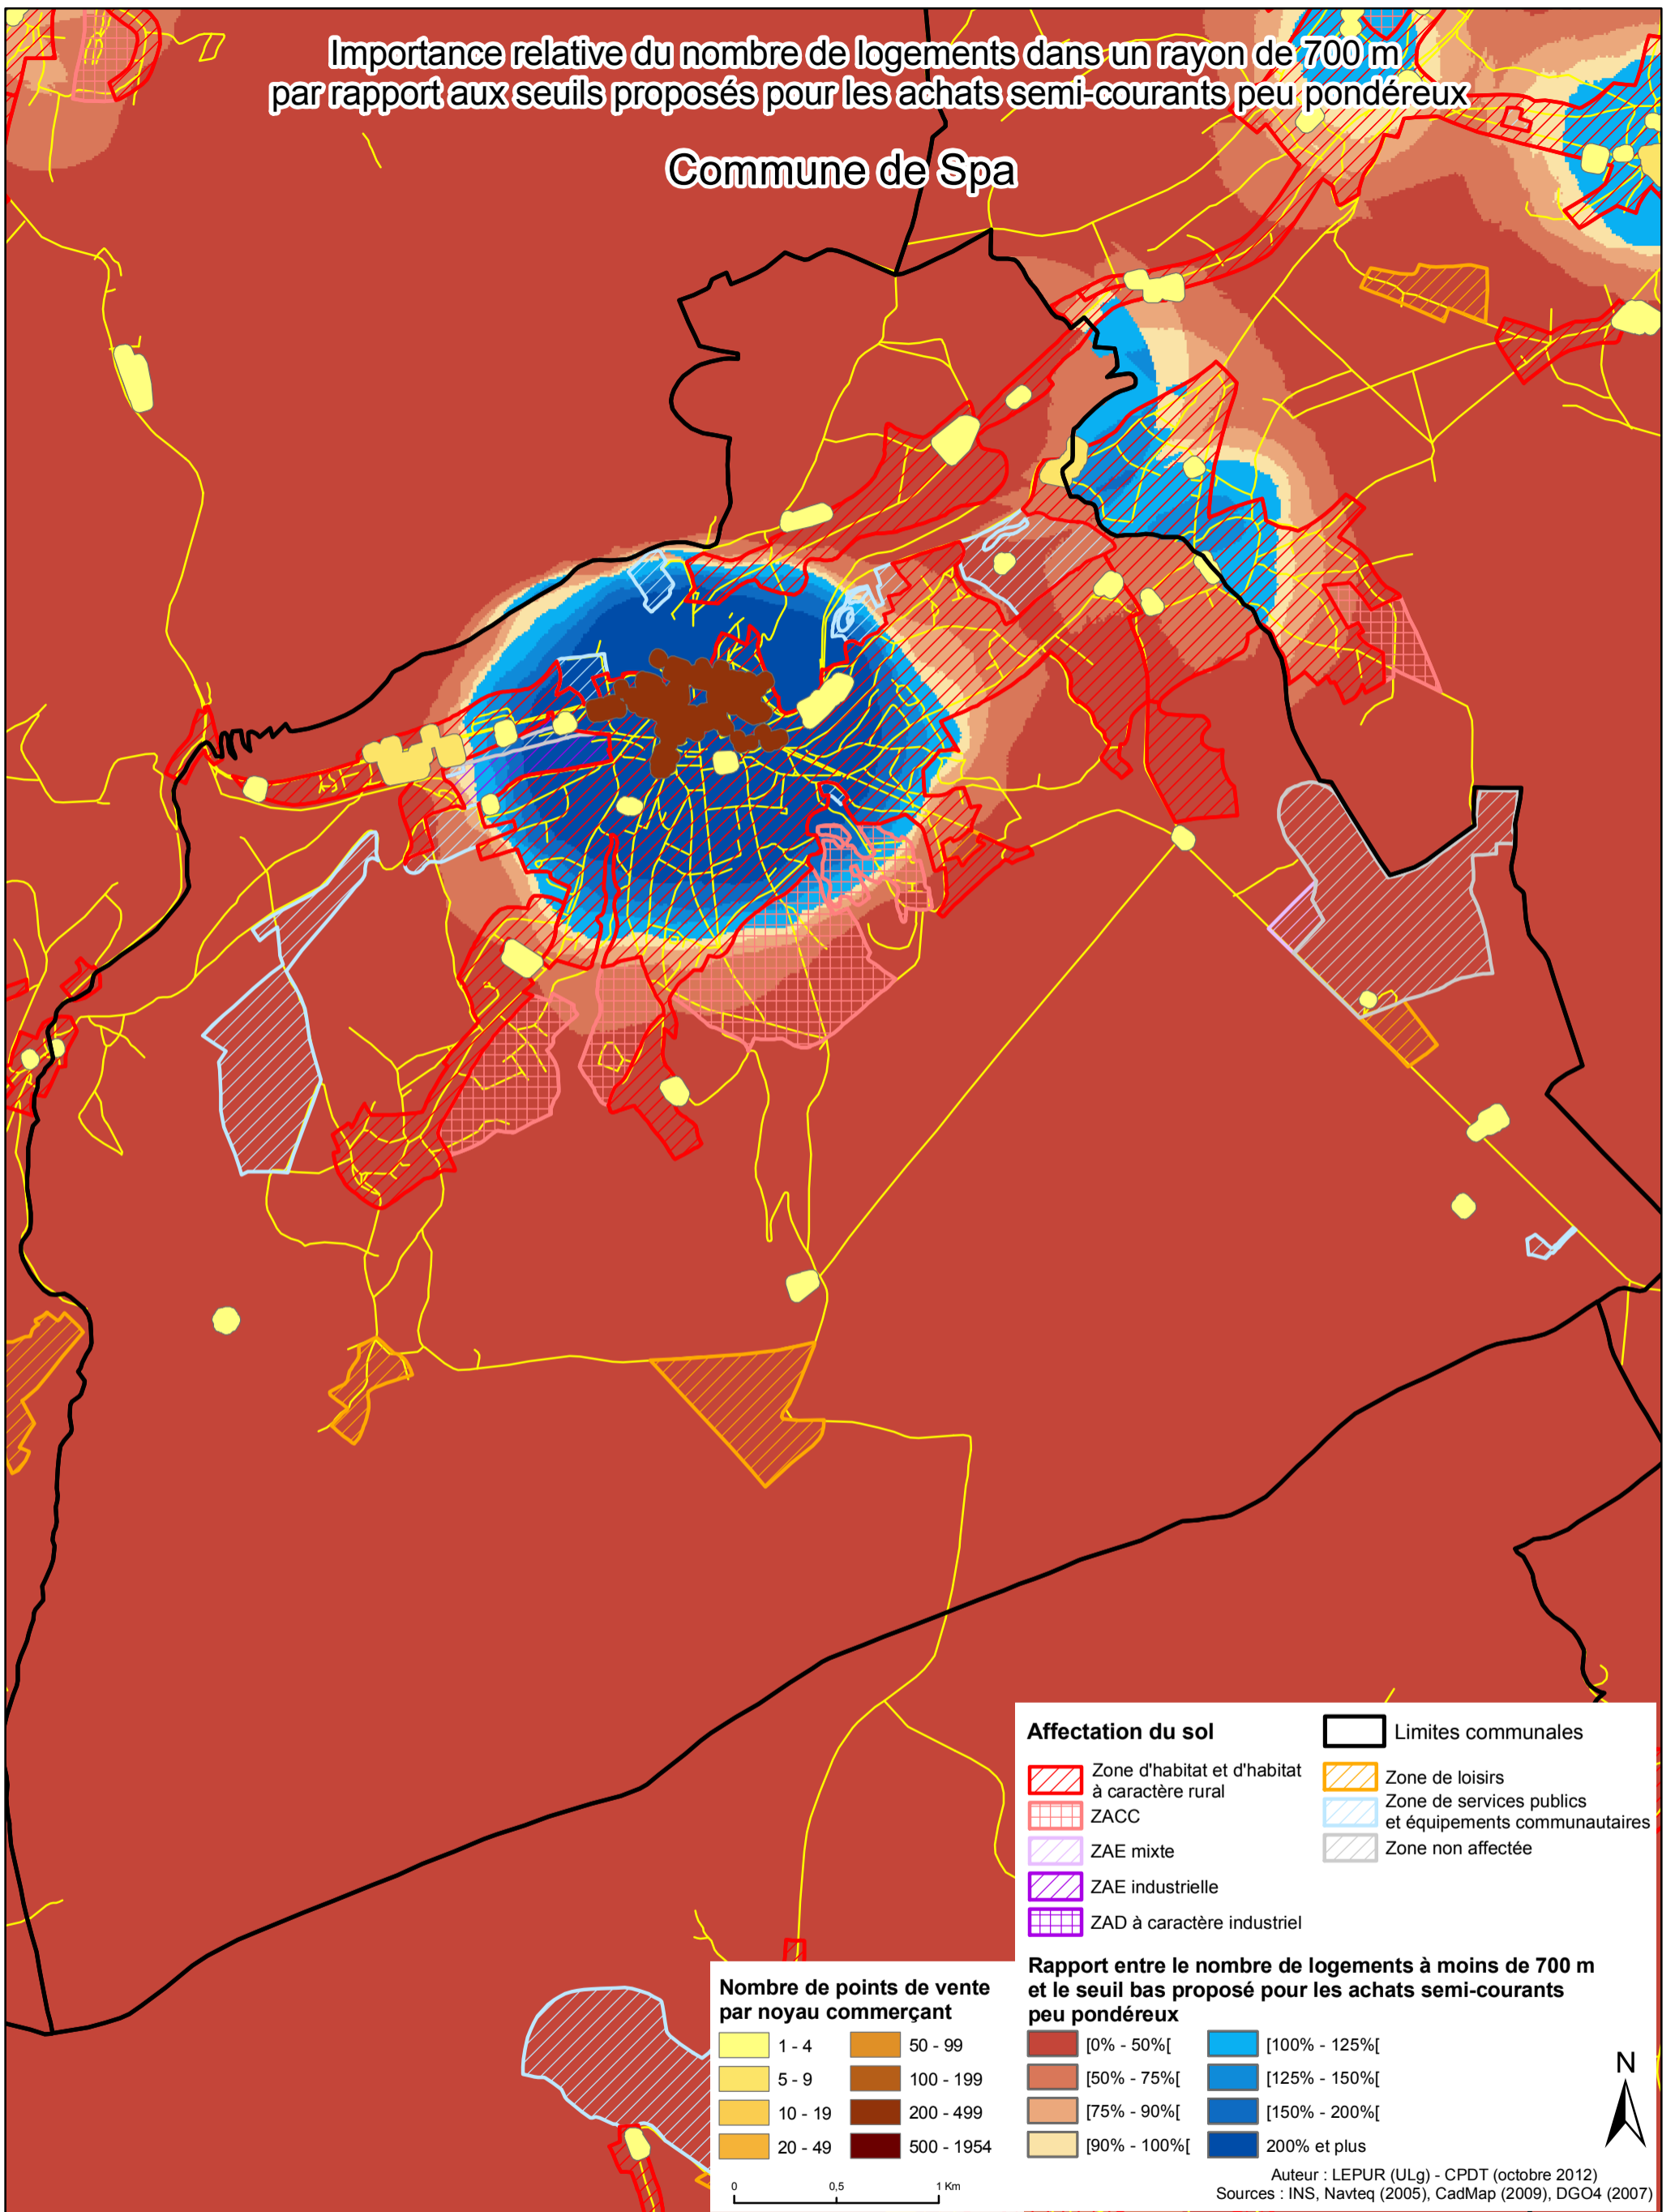 Importance relative du nombre de logements dans un rayon de 700 m
par rapport aux seuils proposés pour les achats semi-courants peu pondéreux
Commune de Spa
Affectation du sol
Zone d'habitat et d'habitat
à caractère rural
ZACC
ZAE mixte
ZAE industrielle
ZAD à caractère industriel
Limites communales
Zone de loisirs
Zone de services publics
et équipements communautaires
Zone non affectée
Nombre de points de vente
par noyau commerçant
1 - 4
5 - 9
10 - 19
20 - 49
50 - 99
100 - 199
200 - 499
500 - 1954
0 0,5 1 Km
Rapport entre le nombre de logements à moins de 700 m
et le seuil bas proposé pour les achats semi-courants
peu pondéreux
[0% - 50%[
[50% - 75%[
[75% - 90%[
[90% - 100%[
[100% - 125%[
[125% - 150%[
[150% - 200%[
200% et plus
N
Auteur : LEPUR (ULg) - CPDT (octobre 2012)
Sources : INS, Navteq (2005), CadMap (2009), DGO4 (2007)